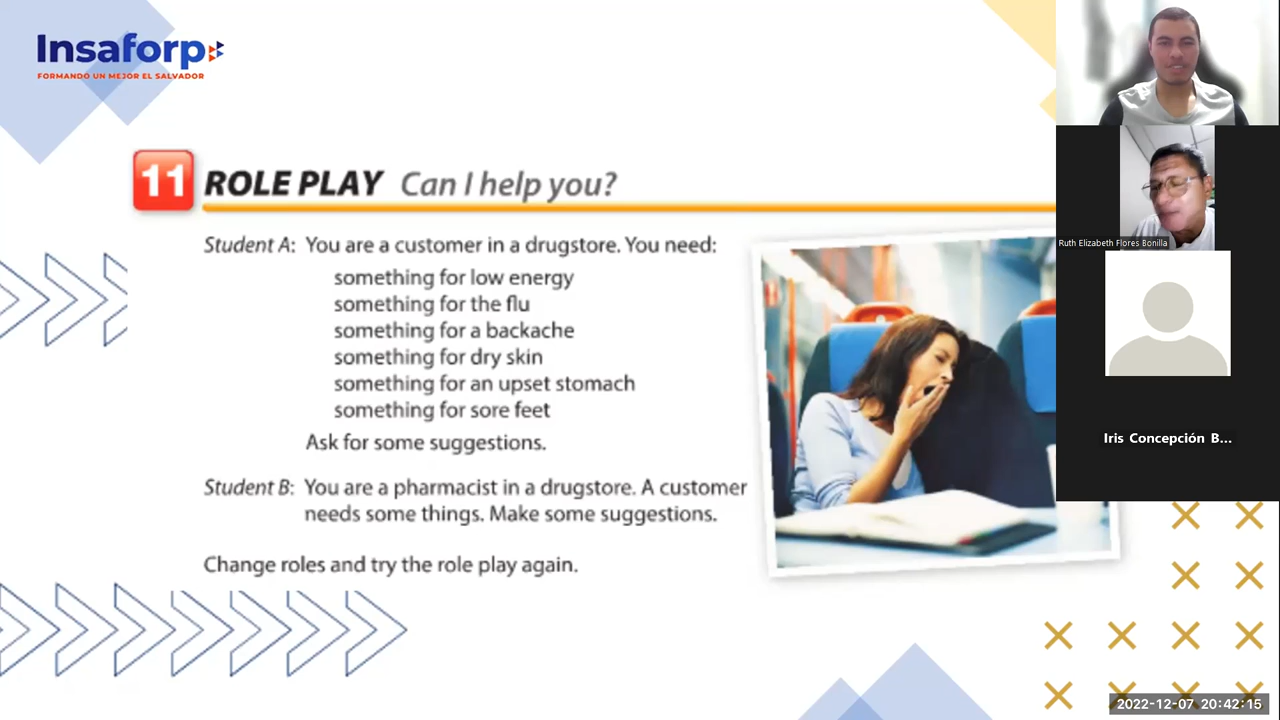 Insaforp
FORMANDO UN MEJOR EL SALVADOR
11 ROLE PLAY Can I help you?
Student A: You are a customer in a drugstore. You need:
something for low energy
something for the flu
something for a backache
something for dry skin
something for an upset stomach
something for sore feet
Ask for some suggestions.
Student B: You are a pharmacist in a drugstore. A customer
needs some things. Make some suggestions.
Change roles and try the role play again.
Ruth Elizabeth Flores Bonilla
Iris Concepción B...
2022-12-07 20:42:15